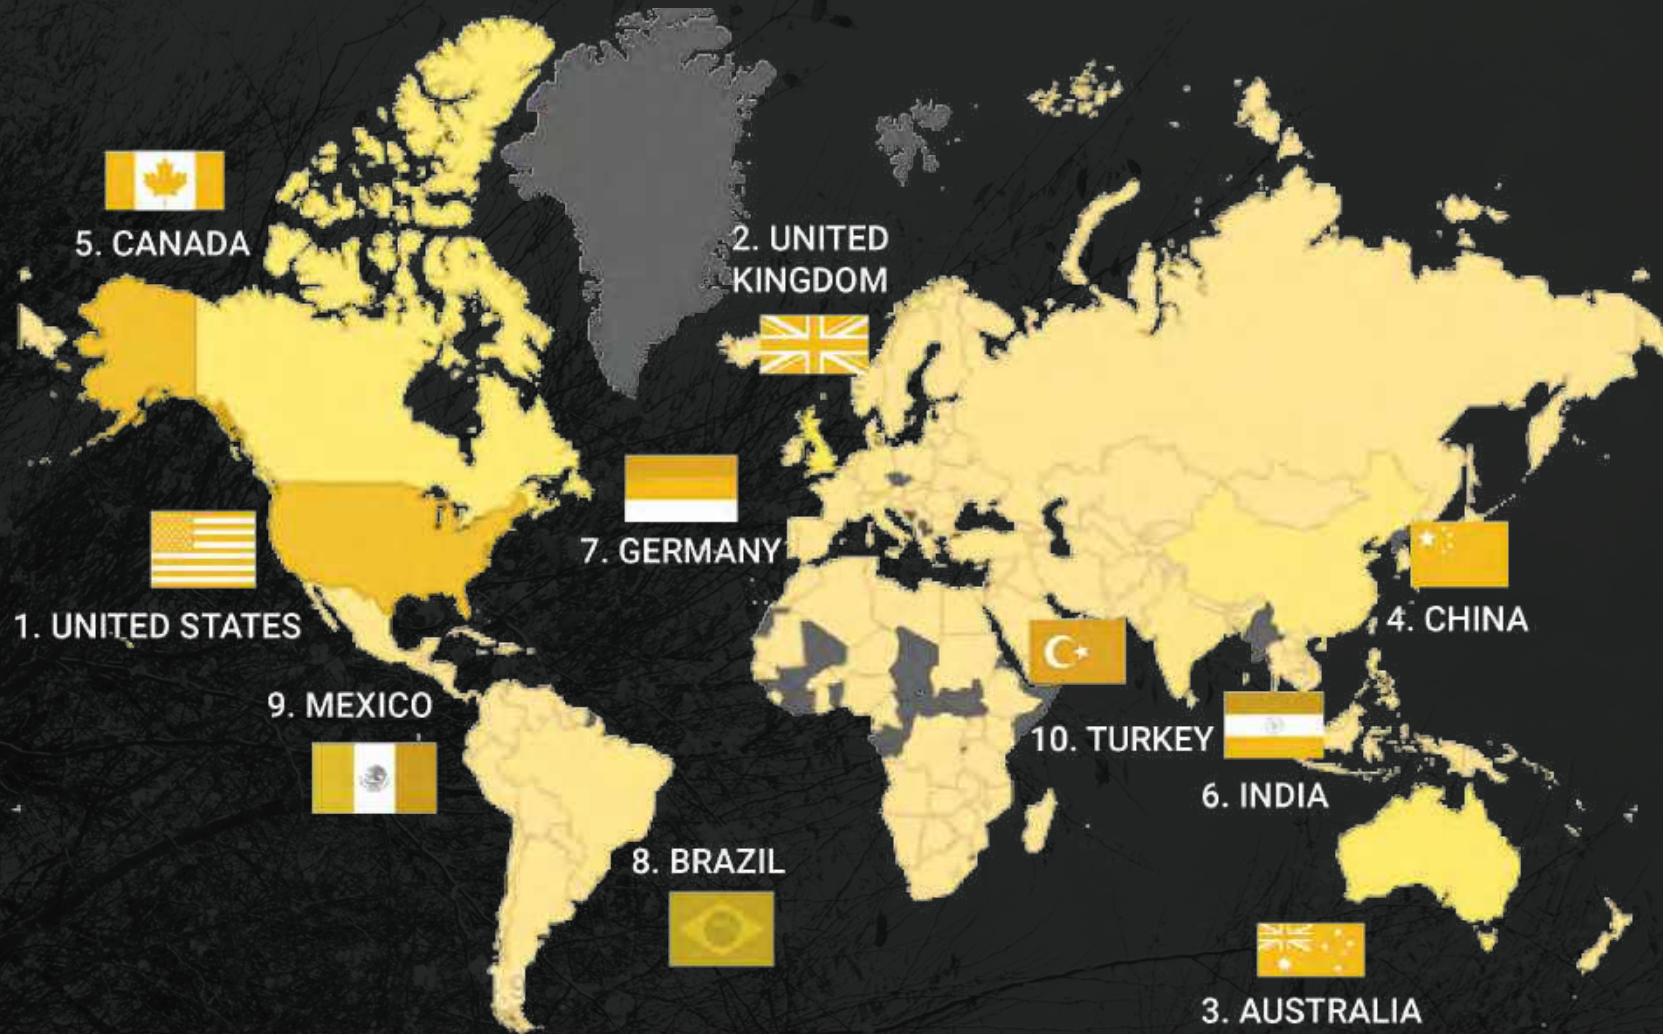 5. CANADA
2. UNITED
KINGDOM
7. GERMANY
1. UNITED STATES
4. CHINA
9. MEXICO
10. TURKEY
6. INDIA
8. BRAZIL
3. AUSTRALIA